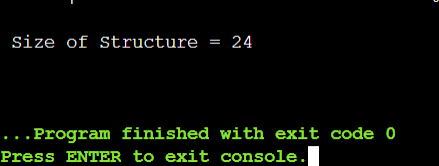 Size of Structure = 24
...Program finished with exit code 0
Press ENTER to exit console.